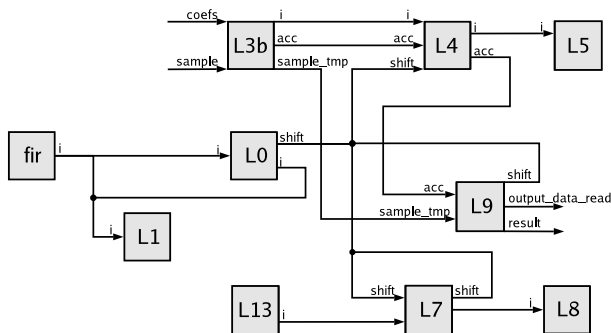 coefs i i i i
L3b L4 L5
acc acc acc
sample sample_tmp shift
fir i i L0 shift
i shift
acc output_data_read
L9
i L1 sample_tmp result
L13 shift L7 shift i L8
i